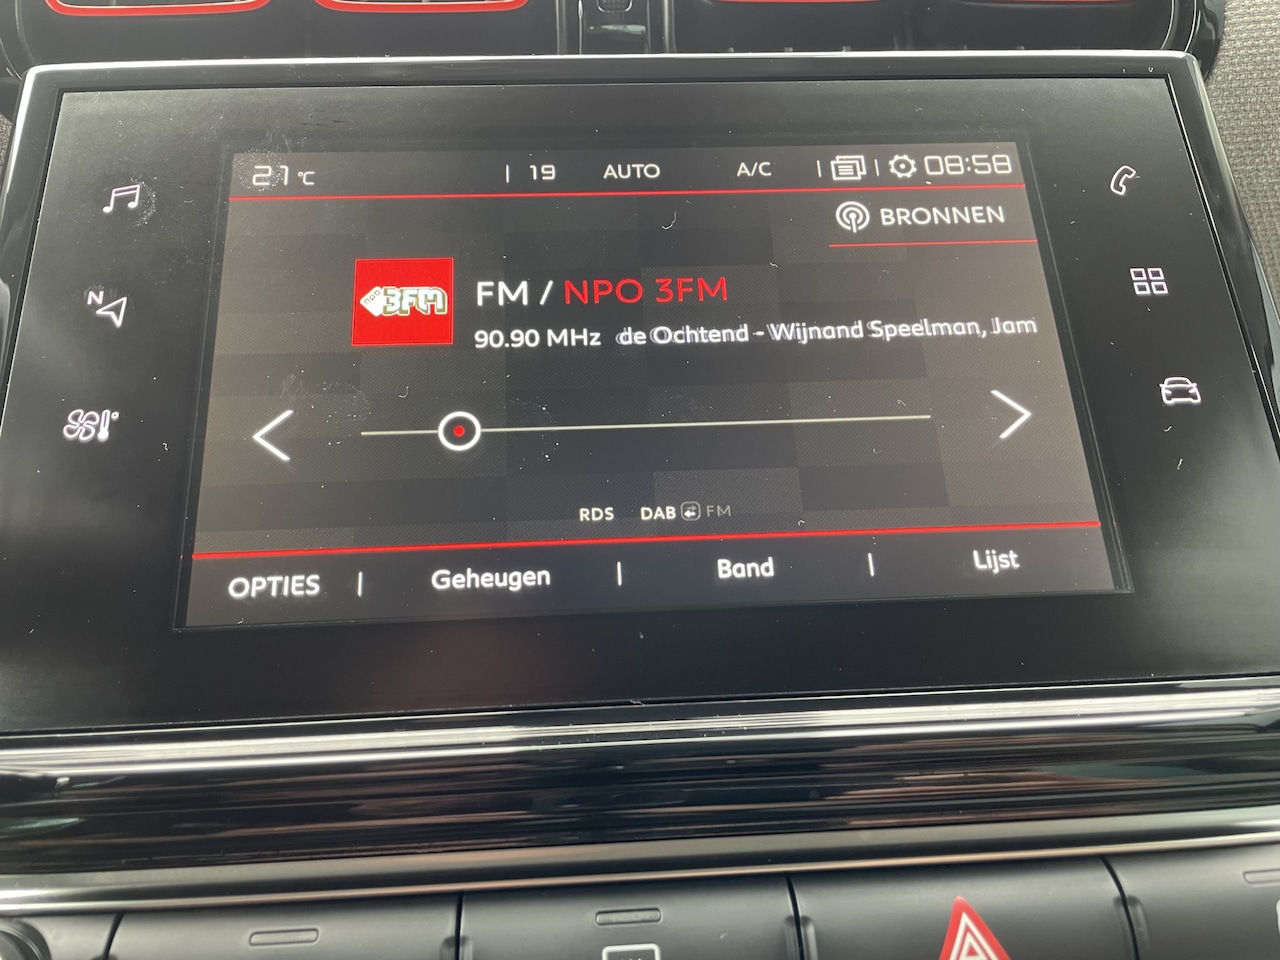 21 °C | 19 AUTO A/C | | 08:58
BRONNEN
npo 3FM
FM / NPO 3FM
90.90 MHz de Ochtend - Wijnand Speelman, Jam
N
RDS DAB FM
OPTIES | Geheugen | Band | Lijst